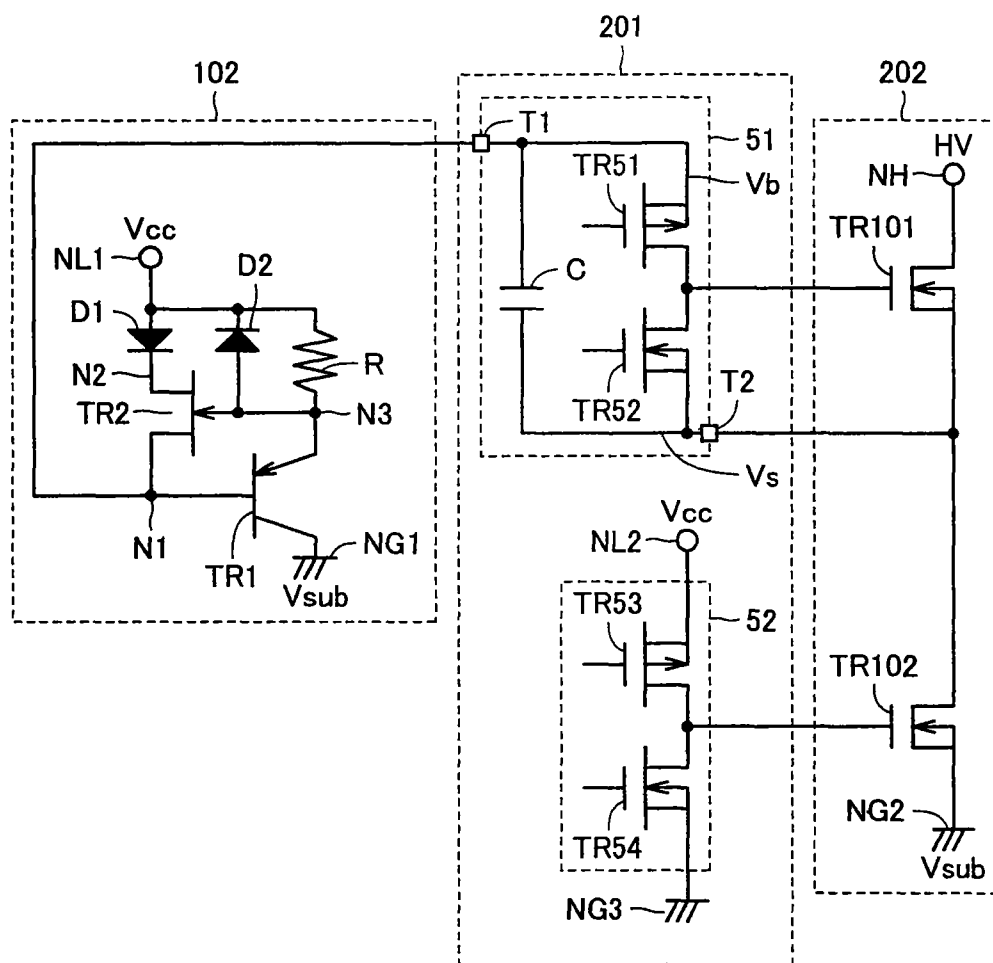 201
102
202
T1
51
HV
TR51
Vb
NH
Vcc
NL1
D2
TR101
D1
C
N2
R
TR2
N3
TR52
T2
Vs
N1
TR1
NG1
Vsub
Vcc
NL2
TR53
52
TR102
TR54
NG2
Vsub
NG3